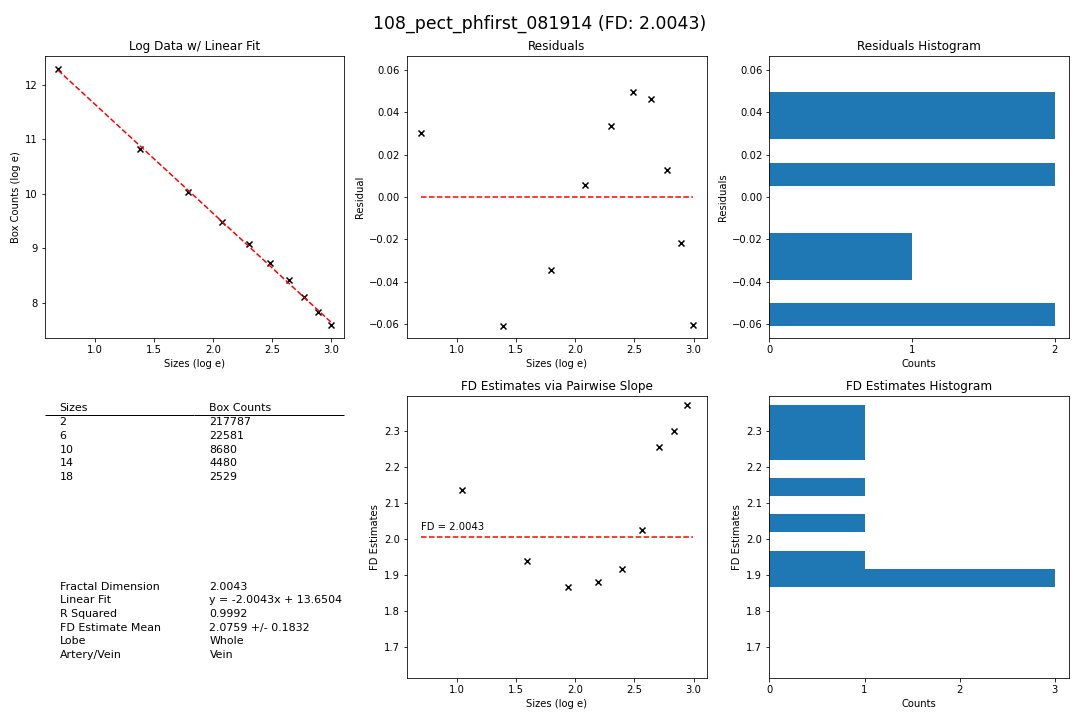 108_pect_phfirst_081914 (FD: 2.0043)
Log Data w/ Linear Fit
Box Counts (log e)
12
11
10
9
8
1.0 1.5 2.0 2.5 3.0
Sizes (log e)
Residuals
Residual
0.06
0.04
0.02
0.00
−0.02
−0.04
−0.06
1.0 1.5 2.0 2.5 3.0
Sizes (log e)
Residuals Histogram
Residuals
0.06
0.04
0.02
0.00
−0.02
−0.04
−0.06
0 1 2
Counts
Sizes Box Counts
2 217787
6 22581
10 8680
14 4480
18 2529
Fractal Dimension 2.0043
Linear Fit y = -2.0043x + 13.6504
R Squared 0.9992
FD Estimate Mean 2.0759 +/- 0.1832
Lobe Whole
Artery/Vein Vein
FD Estimates via Pairwise Slope
FD Estimates
2.3
2.2
2.1
2.0
1.9
1.8
1.7
FD = 2.0043
1.0 1.5 2.0 2.5 3.0
Sizes (log e)
FD Estimates Histogram
FD Estimates
2.3
2.2
2.1
2.0
1.9
1.8
1.7
0 1 2 3
Counts